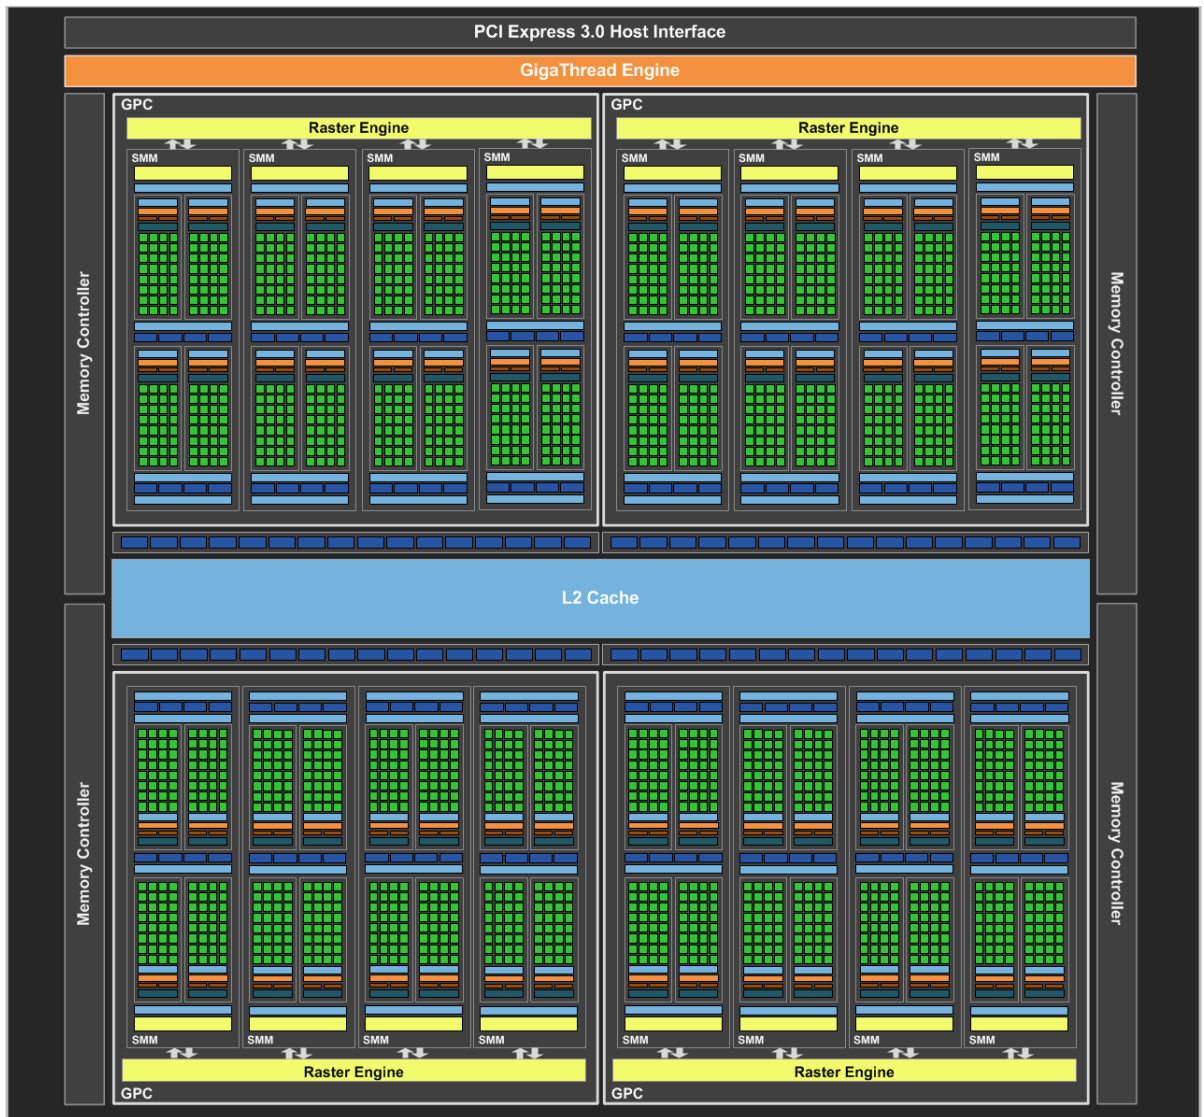 PCI Express 3.0 Host Interface
GigaThread Engine
GPC
Raster Engine
SMM
SMM
SMM
SMM
GPC
Raster Engine
SMM
SMM
SMM
SMM
Memory Controller
Memory Controller
L2 Cache
Memory Controller
Memory Controller
SMM
SMM
SMM
SMM
Raster Engine
GPC
SMM
SMM
SMM
SMM
Raster Engine
GPC